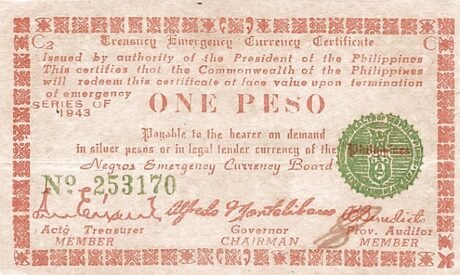 C2 Treasury Emergency Currency Certificate C
Issued by authority of the President of the Philippines
This certifies that the Commonwealth of the Philippines
will redeem this certificate at face value upon termination
of emergency
SERIES OF
1943
ONE PESO
Payable to the bearer on demand
in silver pesos or in legal tender currency of the
Philippines
Negros Emergency Currency Board
No 253170
Alfredo Montelibano
A Benedicto
Actg Treasurer Governor Prov. Auditor
MEMBER CHAIRMAN MEMBER